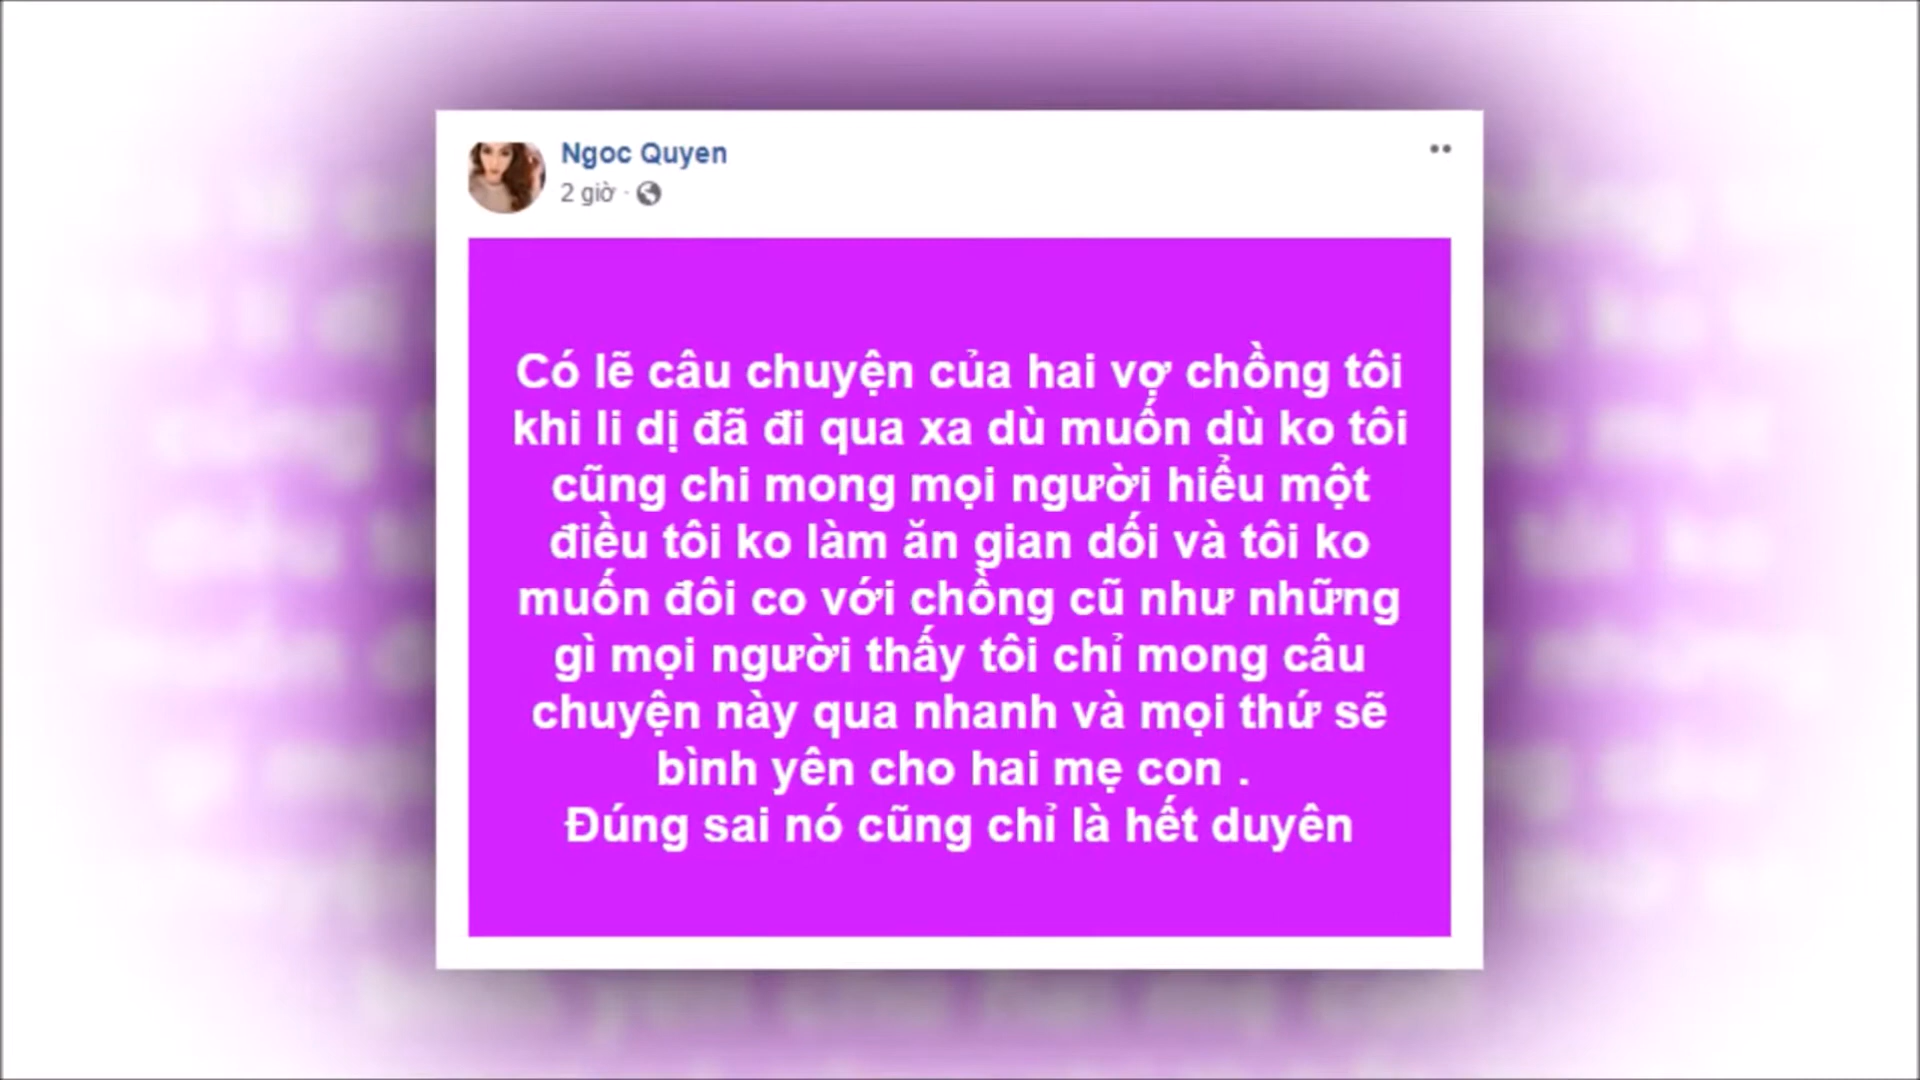 Ngoc Quyen
2 giờ ·
Có lẽ câu chuyện của hai vợ chồng tôi
khi li dị đã đi qua xa dù muốn dù ko tôi
cũng chi mong mọi người hiểu một
điều tôi ko làm ăn gian dối và tôi ko
muốn đôi co với chồng cũ như những
gì mọi người thấy tôi chỉ mong câu
chuyện này qua nhanh và mọi thứ sẽ
bình yên cho hai mẹ con .
Đúng sai nó cũng chỉ là hết duyên